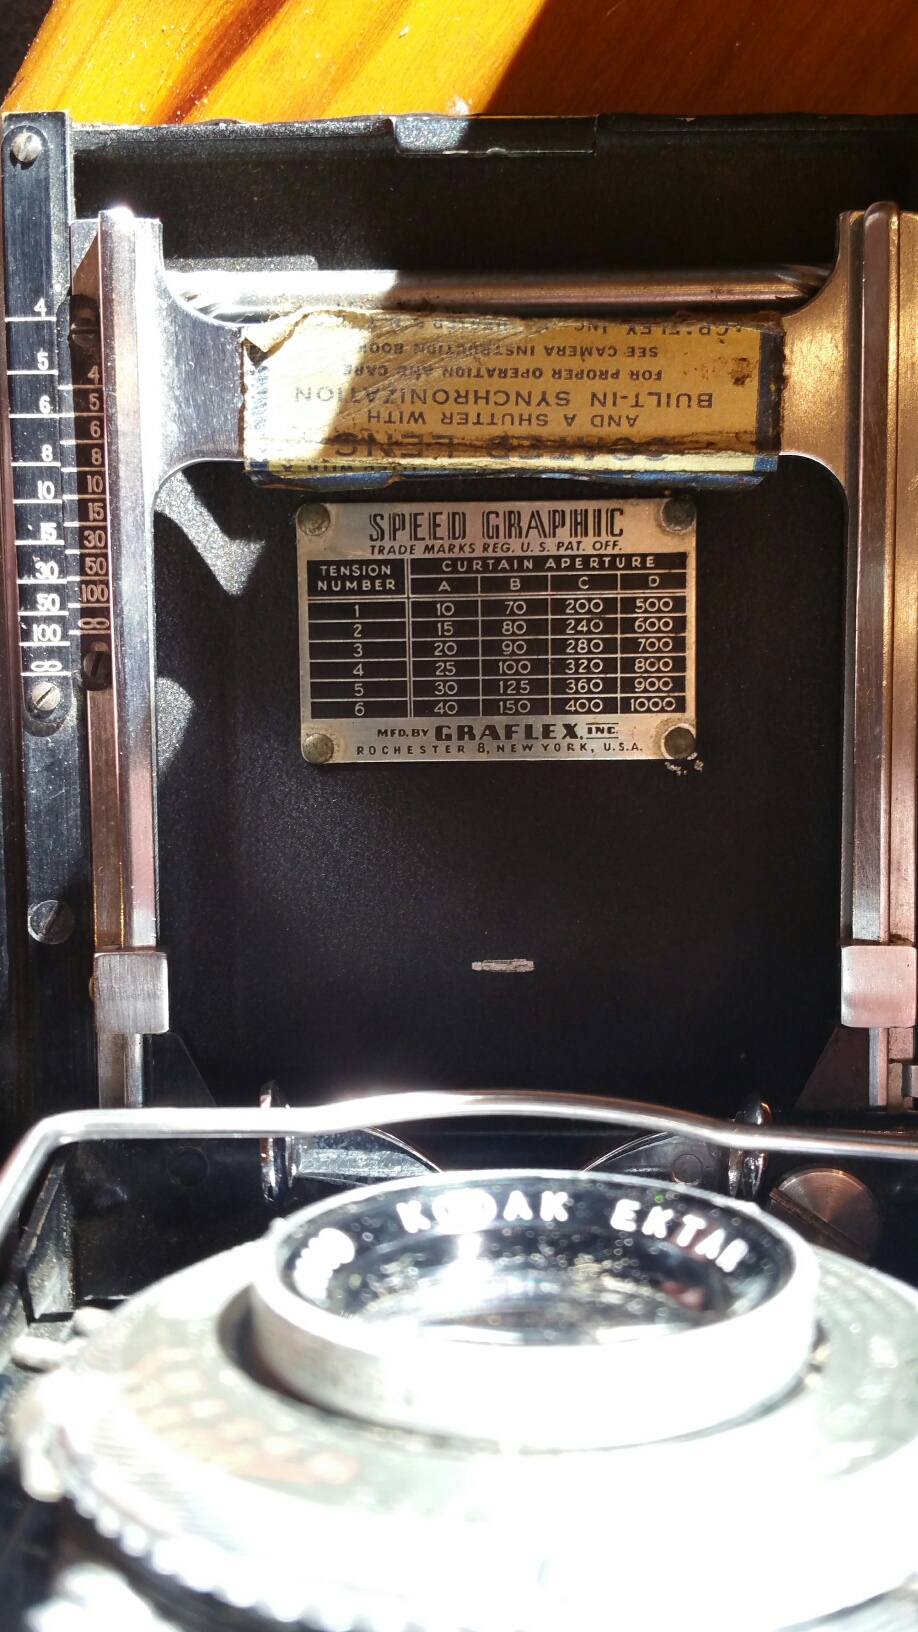 4
5
6
8
10
15
30
50
100
∞
4
5
6
8
10
15
30
50
100
∞
GRAFLEX, INC.
SEE CAMERA INSTRUCTION BOOK
FOR PROPER OPERATION AND CARE
BUILT-IN SYNCHRONIZATION
AND A SHUTTER WITH
COATED LENS
SPEED GRAPHIC
TRADE MARKS REG. U.S. PAT. OFF.
TENSION NUMBER CURTAIN APERTURE
A B C D
1 10 70 200 500
2 15 80 240 600
3 20 90 280 700
4 25 100 320 800
5 30 125 360 900
6 40 150 400 1000
MFD. BY GRAFLEX, INC.
ROCHESTER 8, NEW YORK, U.S.A.
KODAK EKTAR